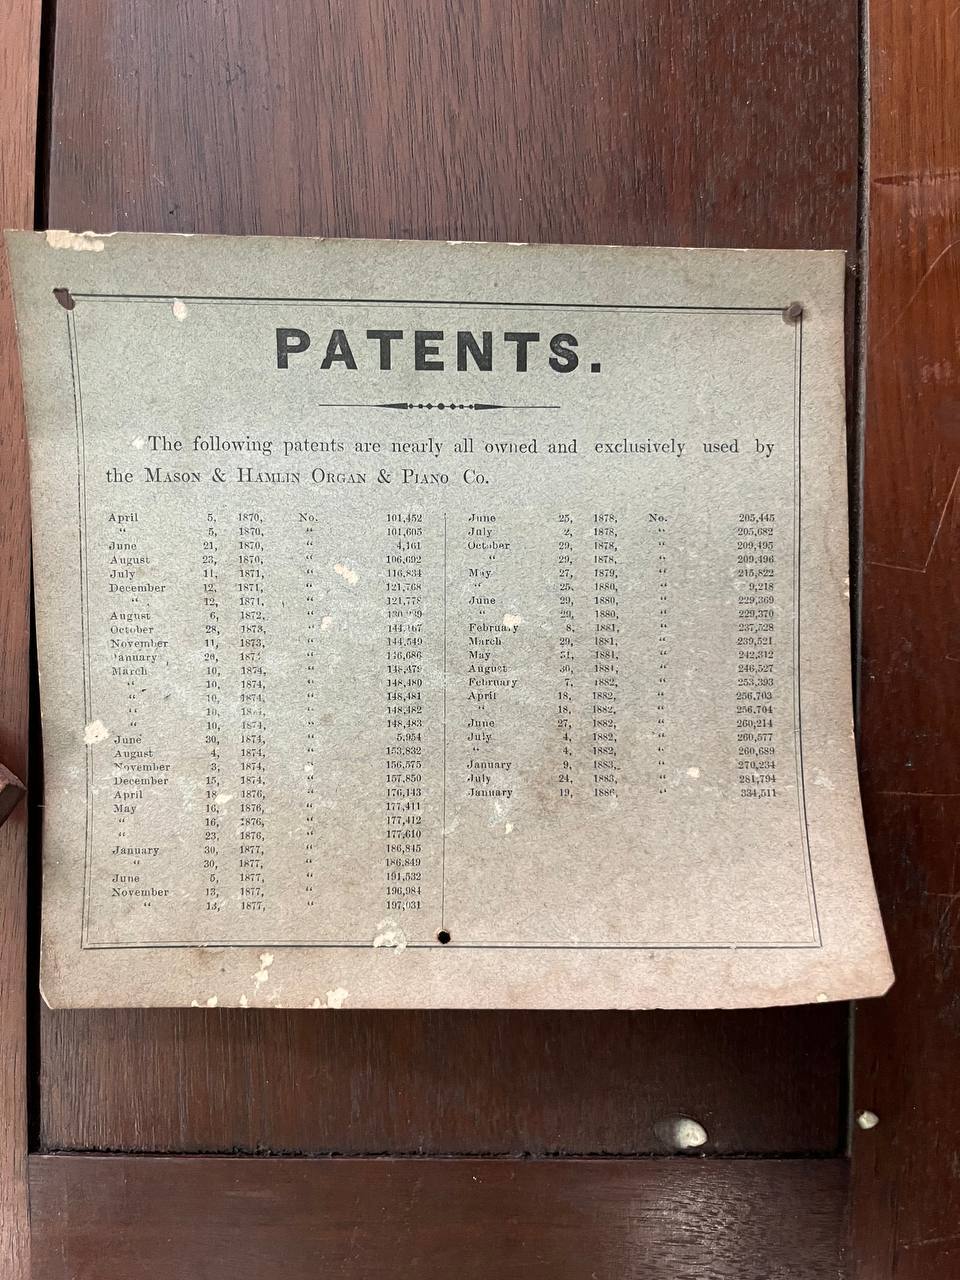 PATENTS.
The following patents are nearly all owned and exclusively used by
the MASON & HAMLIN ORGAN & PIANO Co.
April 5, 1870, No. 101,452
“ 5, 1870, “ 101,605
June 21, 1870, “ 4,161
August 23, 1870, “ 106,692
July 11, 1871, “ 116,834
December 12, 1871, “ 121,768
“ 12, 1871, “ 121,778
August 6, 1872, “
October 28, 1873, “
November 11, 1873, “ 144,549
January 20, “ 146,686
March 10, 1874, “ 148,479
“ 10, 1874, “ 148,480
“ 10, 1874, “ 148,481
“ 10, “ 148,482
“ 10, 1874, “ 148,483
June 30, 1874, “ 5,954
August 4, 1874, “ 153,832
November 3, 1874, “ 156,575
December 15, 1874, “ 157,850
April 18 1876, “ 176,143
May 16, 1876, “ 177,411
“ 16, 1876, “ 177,412
“ 23, 1876, “ 177,610
January 30, 1877, “ 186,845
“ 30, 1877, “ 186,849
June 5, 1877, “ 191,532
November 13, 1877, “ 196,984
“ 13, 1877, “ 197,031
June 25, 1878, No. 205,445
July 2, 1878, “ 205,682
October 29, 1878, “ 209,495
“ 29, 1878, “ 209,496
May 27, 1879, “ 215,822
“ 25, 1880, “ 9,218
June 29, 1880, “ 229,369
“ 29, 1880, “ 229,370
February 8, 1881, “ 237,528
March 29, 1881, “ 239,521
May 31, 1881, “ 242,312
August 30, 1881, “ 246,527
February 7, 1882, “ 253,393
April 18, 1882, “ 256,703
“ 18, 1882, “ 256,704
June 27, 1882, “ 260,214
July 4, 1882, “ 260,577
“ 4, 1882, “ 260,689
January 9, 1883, “ 270,234
July 24, 1883, “ 281,794
January 19, 1886, “ 334,511